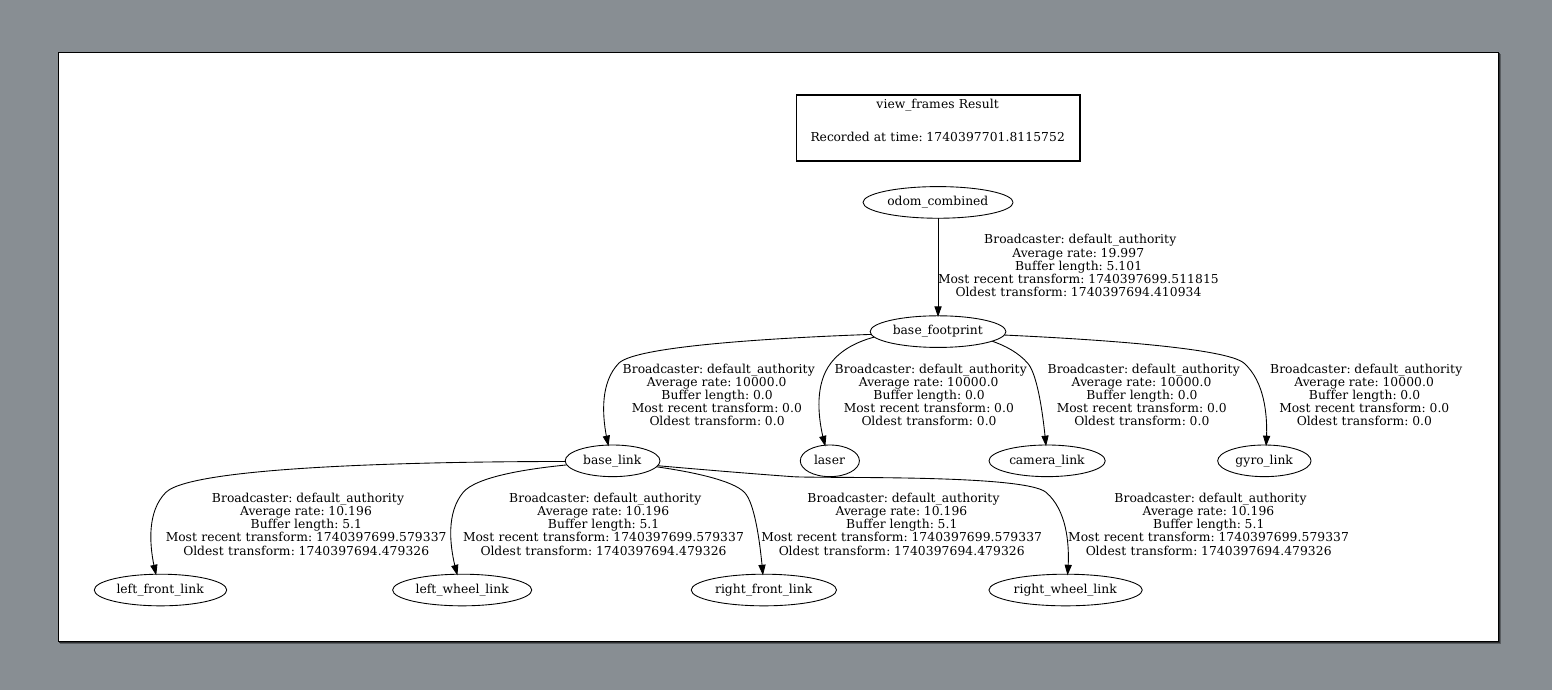 view_frames Result
Recorded at time: 1740397701.8115752
odom_combined
Broadcaster: default_authority
Average rate: 19.997
Buffer length: 5.101
Most recent transform: 1740397699.511815
Oldest transform: 1740397694.410934
base_footprint
Broadcaster: default_authority
Average rate: 10000.0
Buffer length: 0.0
Most recent transform: 0.0
Oldest transform: 0.0
Broadcaster: default_authority
Average rate: 10000.0
Buffer length: 0.0
Most recent transform: 0.0
Oldest transform: 0.0
Broadcaster: default_authority
Average rate: 10000.0
Buffer length: 0.0
Most recent transform: 0.0
Oldest transform: 0.0
Broadcaster: default_authority
Average rate: 10000.0
Buffer length: 0.0
Most recent transform: 0.0
Oldest transform: 0.0
base_link
laser
camera_link
gyro_link
Broadcaster: default_authority
Average rate: 10.196
Buffer length: 5.1
Most recent transform: 1740397699.579337
Oldest transform: 1740397694.479326
Broadcaster: default_authority
Average rate: 10.196
Buffer length: 5.1
Most recent transform: 1740397699.579337
Oldest transform: 1740397694.479326
Broadcaster: default_authority
Average rate: 10.196
Buffer length: 5.1
Most recent transform: 1740397699.579337
Oldest transform: 1740397694.479326
Broadcaster: default_authority
Average rate: 10.196
Buffer length: 5.1
Most recent transform: 1740397699.579337
Oldest transform: 1740397694.479326
left_front_link
left_wheel_link
right_front_link
right_wheel_link